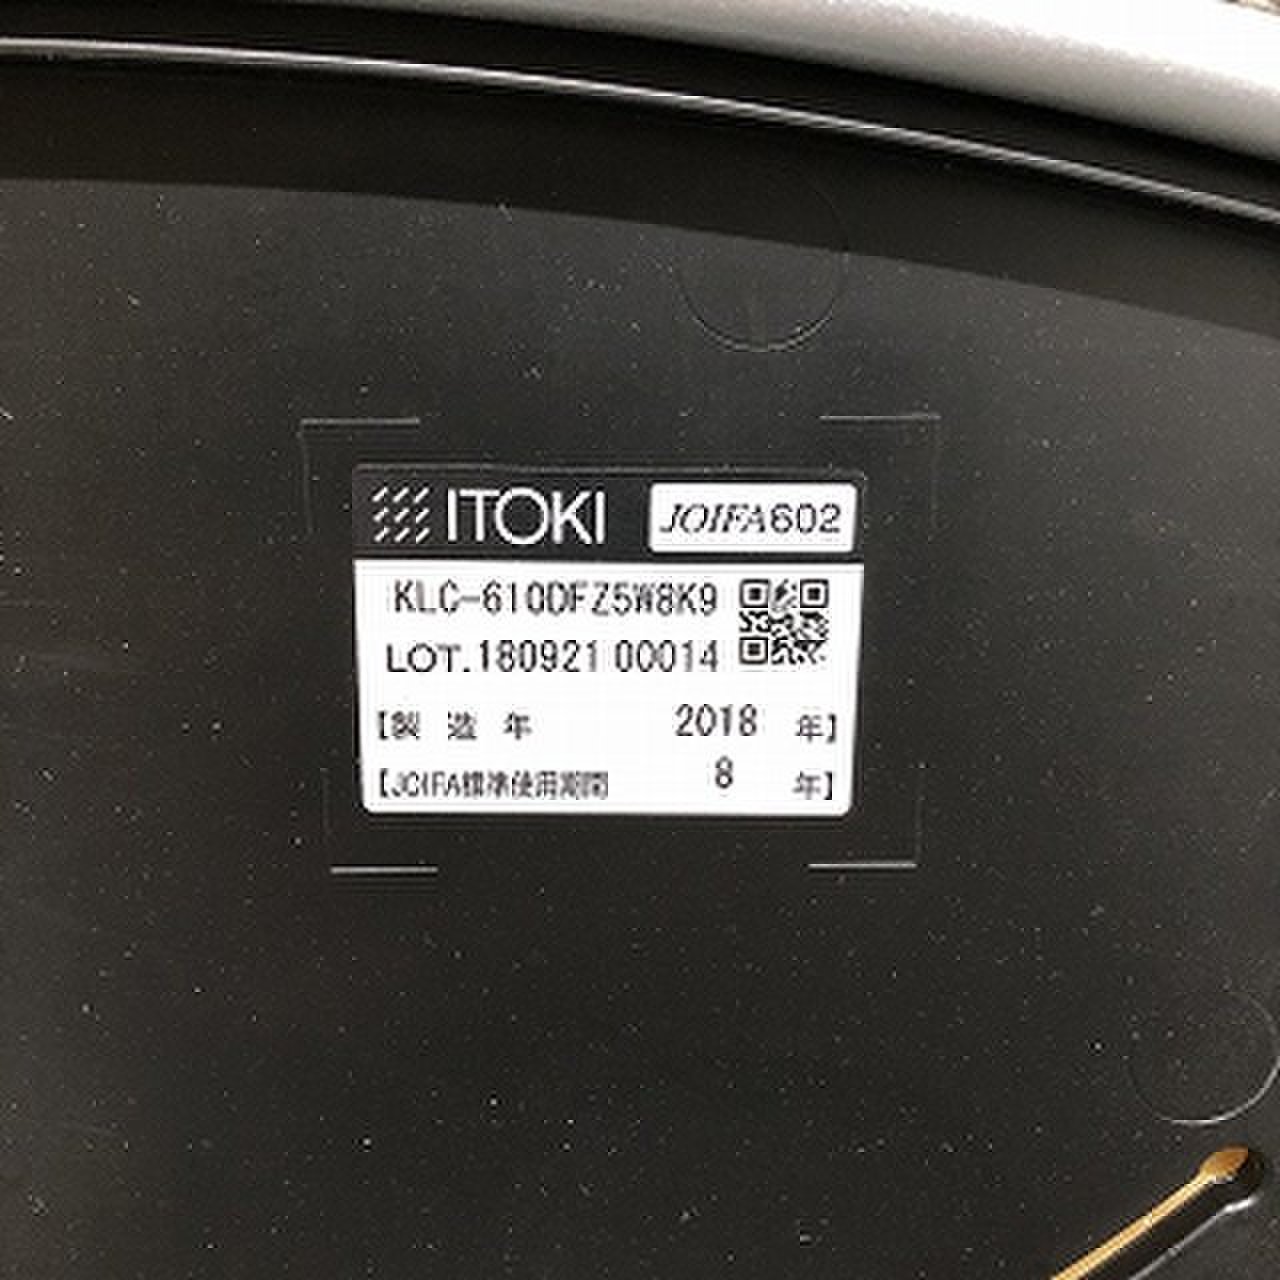 ITOKI JOIFA602
KLC-610DFZ5W8K9
LOT.180921 00014
【製 造 年 2018 年】
【JOIFA標準使用期間 8 年】